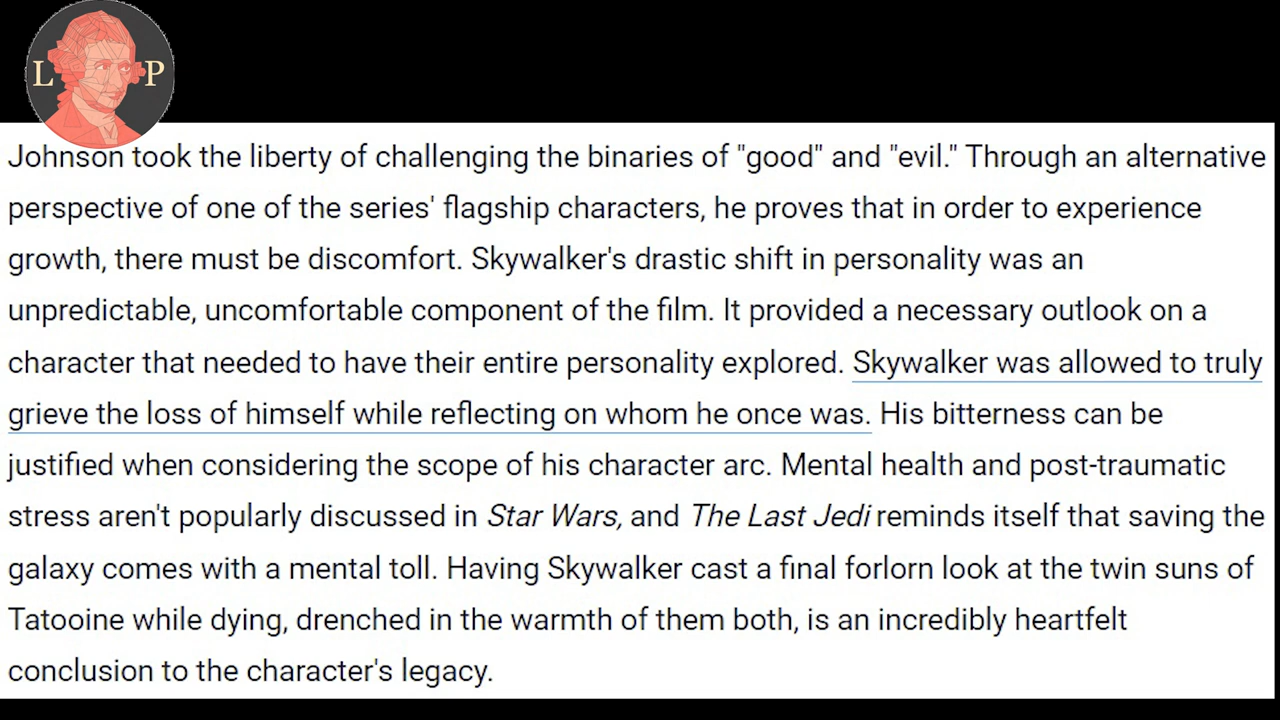 L P
Johnson took the liberty of challenging the binaries of "good" and "evil." Through an alternative
perspective of one of the series' flagship characters, he proves that in order to experience
growth, there must be discomfort. Skywalker's drastic shift in personality was an
unpredictable, uncomfortable component of the film. It provided a necessary outlook on a
character that needed to have their entire personality explored. Skywalker was allowed to truly
grieve the loss of himself while reflecting on whom he once was. His bitterness can be
justified when considering the scope of his character arc. Mental health and post-traumatic
stress aren't popularly discussed in Star Wars, and The Last Jedi reminds itself that saving the
galaxy comes with a mental toll. Having Skywalker cast a final forlorn look at the twin suns of
Tatooine while dying, drenched in the warmth of them both, is an incredibly heartfelt
conclusion to the character's legacy.